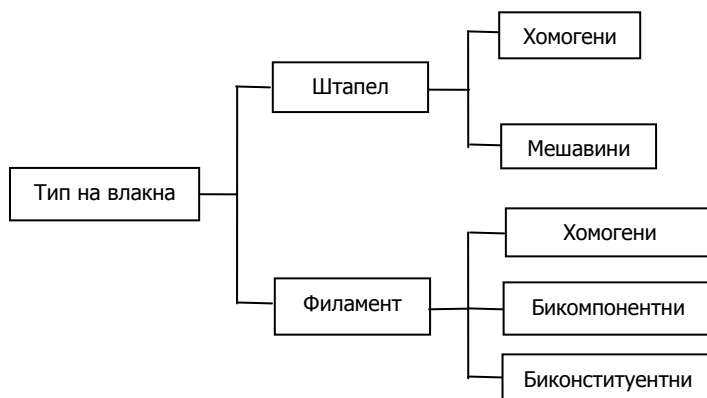 Тип на влакна
Штапел
Хомогени
Мешавини
Филамент
Хомогени
Бикомпонентни
Биконституентни